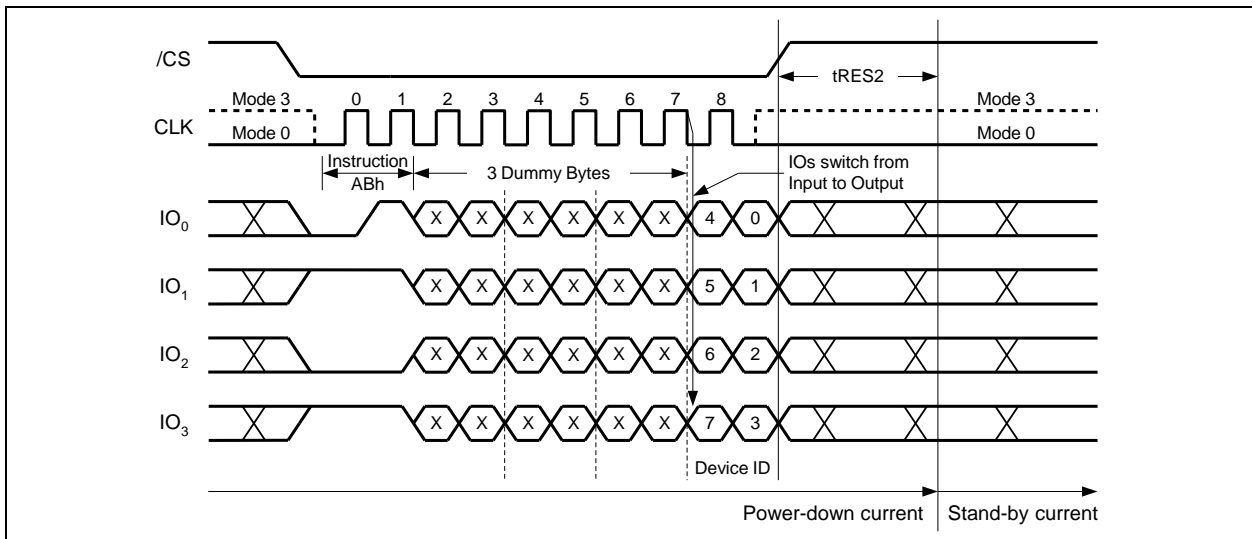 /CS
tRES2
Mode 3
0 1 2 3 4 5 6 7 8
Mode 3
CLK
Mode 0
Mode 0
Instruction
ABh
3 Dummy Bytes
IOs switch from
Input to Output
IO0 X X X X X X 4 0
IO1 X X X X X X 5 1
IO2 X X X X X X 6 2
IO3 X X X X X X 7 3
Device ID
Power-down current
Stand-by current